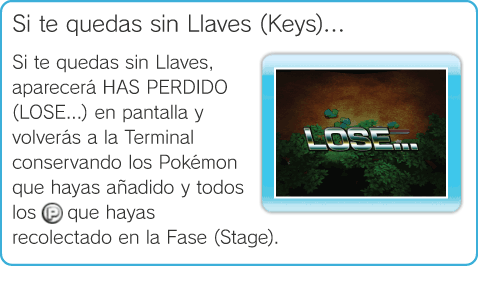 Si te quedas sin Llaves (Keys)...
Si te quedas sin Llaves,
aparecerá HAS PERDIDO
(LOSE...) en pantalla y
volverás a la Terminal
conservando los Pokémon
que hayas añadido y todos
los P que hayas
recolectado en la Fase (Stage).
LOSE...